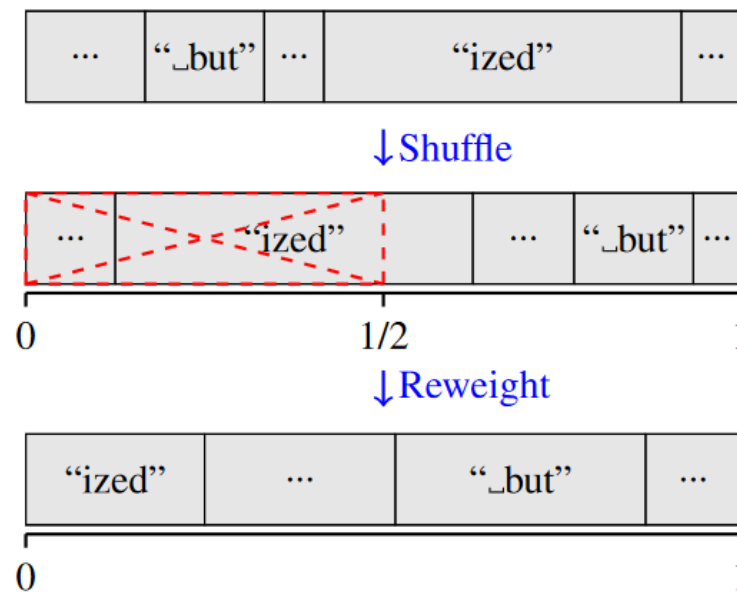 ... “␣but” ... “ized” ...
↓Shuffle
... “ized” ... “␣but” ...
0 1/2
↓Reweight
“ized” ... “␣but” ...
0